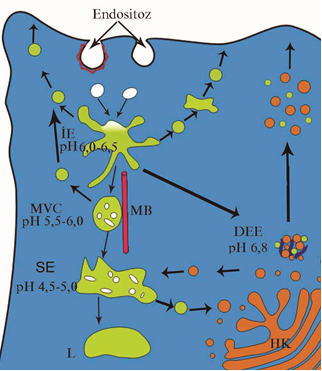 Endositoz
İE
pH 6,0-6,5
MVC
pH 5,5-6,0
MB
DEE
pH 6,8
SE
pH 4,5-5,0
HK
L